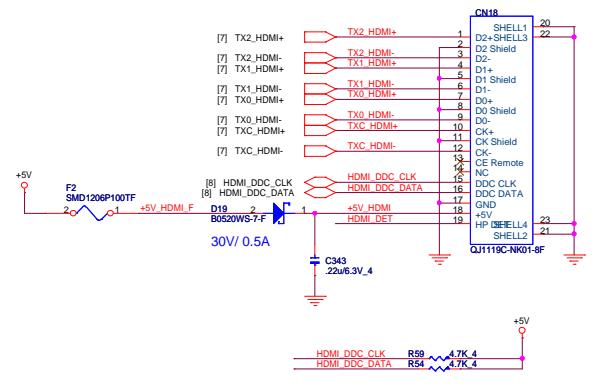 CN18
[7] TX2_HDMI+ TX2_HDMI+ 1 D2+ SHELL1 20
SHELL3 22
2 D2 Shield
[7] TX2_HDMI- TX2_HDMI- 3 D2-
[7] TX1_HDMI+ TX1_HDMI+ 4 D1+
5 D1 Shield
[7] TX1_HDMI- TX1_HDMI- 6 D1-
[7] TX0_HDMI+ TX0_HDMI+ 7 D0+
8 D0 Shield
[7] TX0_HDMI- TX0_HDMI- 9 D0-
[7] TXC_HDMI+ TXC_HDMI+ 10 CK+
11 CK Shield
[7] TXC_HDMI- TXC_HDMI- 12 CK-
13 CE Remote
14 NC
[8] HDMI_DDC_CLK HDMI_DDC_CLK 15 DDC CLK
[8] HDMI_DDC_DATA HDMI_DDC_DATA 16 DDC DATA
17 GND
+5V_HDMI 18 +5V
HDMI_DET 19 HP DET SHELL4 23
SHELL2 21
QJ1119C-NK01-8F
+5V
F2
SMD1206P100TF
2 1 +5V_HDMI_F
D19
B0520WS-7-F
2 1
30V/ 0.5A
C343
.22u/6.3V_4
+5V
HDMI_DDC_CLK R59 4.7K_4
HDMI_DDC_DATA R54 4.7K_4